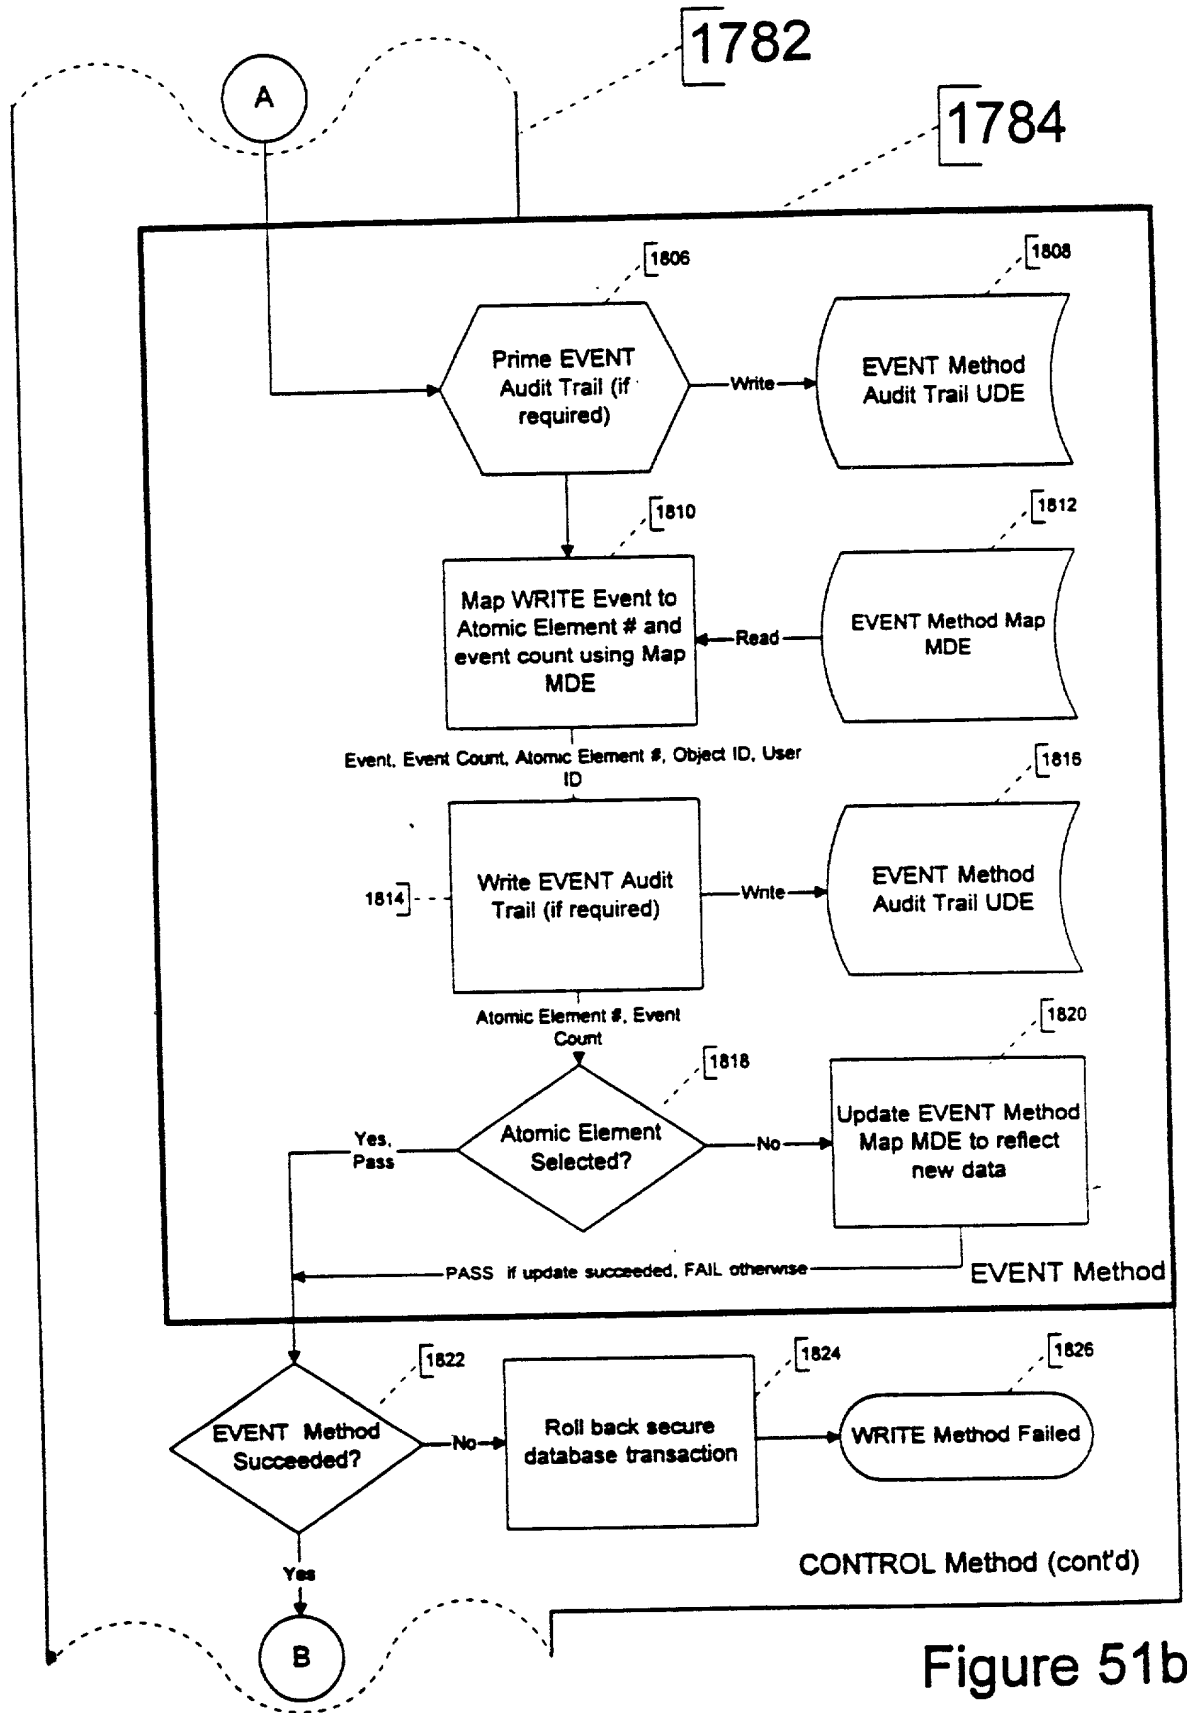 1782
A
1784
1806
1808
Prime EVENT
Audit Trail (if
required)
Write
EVENT Method
Audit Trail UDE
1810
1812
Map WRITE Event to
Atomic Element # and
event count using Map
MDE
Read
EVENT Method Map
MDE
Event, Event Count, Atomic Element #, Object ID, User
ID
1816
1814
Write EVENT Audit
Trail (if required)
Write
EVENT Method
Audit Trail UDE
Atomic Element #, Event
Count
1820
1818
Yes,
Pass
Atomic Element
Selected?
No
Update EVENT Method
Map MDE to reflect
new data
PASS if update succeeded, FAIL otherwise
EVENT Method
1822
1824
1826
EVENT Method
Succeeded?
No
Roll back secure
database transaction
WRITE Method Failed
Yes
CONTROL Method (cont'd)
B
Figure 51b